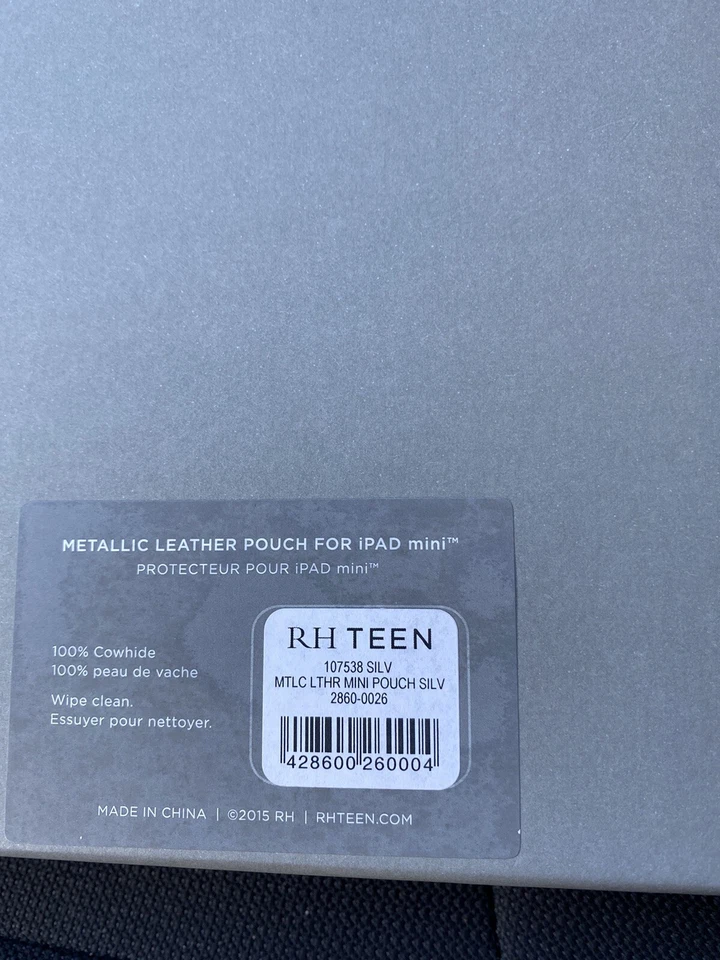 METALLIC LEATHER POUCH FOR iPAD mini™
PROTECTEUR POUR iPAD mini™
100% Cowhide
100% peau de vache
Wipe clean.
Essuyer pour nettoyer.
RH TEEN
107538 SILV
MTLC LTHR MINI POUCH SILV
2860-0026
428600 260004
MADE IN CHINA | ©2015 RH | RHTEEN.COM